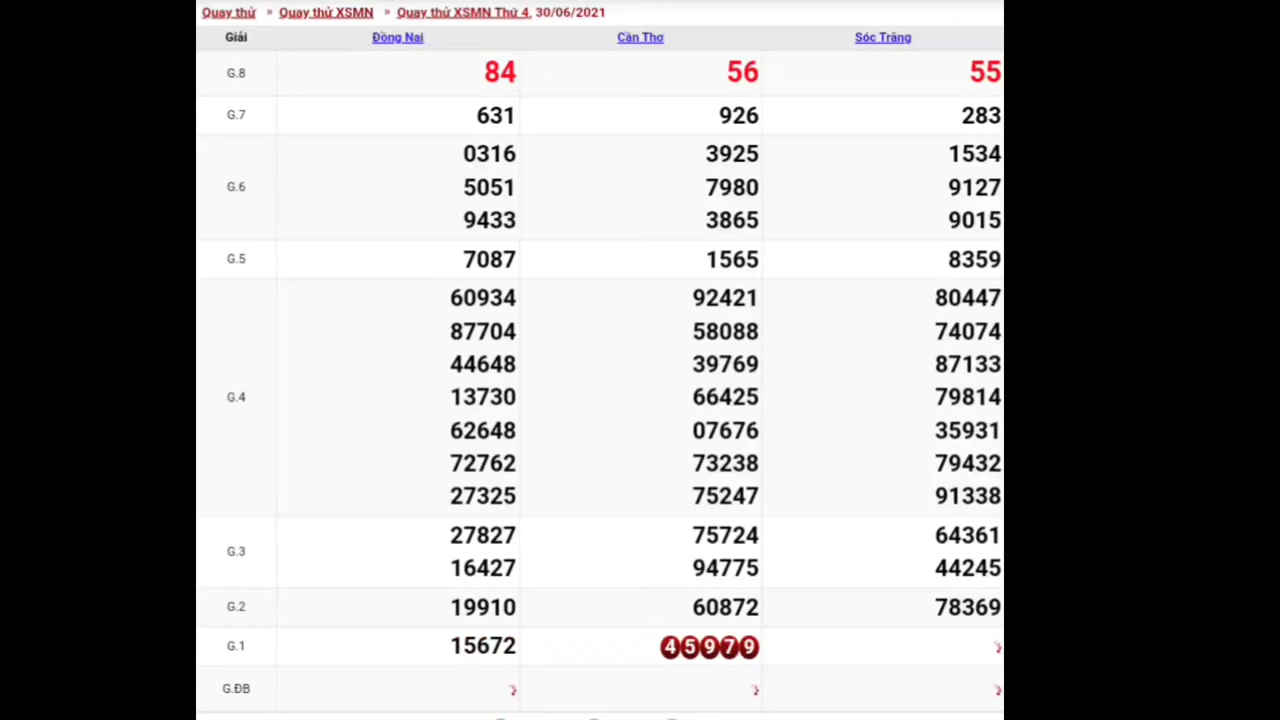 Quay thử » Quay thử XSMN » Quay thử XSMN Thứ 4, 30/06/2021
Giải Đồng Nai Cần Thơ Sóc Trăng
G.8 84 56 55
G.7 631 926 283
G.6 0316 3925 1534
5051 7980 9127
9433 3865 9015
G.5 7087 1565 8359
G.4 60934 92421 80447
87704 58088 74074
44648 39769 87133
13730 66425 79814
62648 07676 35931
72762 73238 79432
27325 75247 91338
G.3 27827 75724 64361
16427 94775 44245
G.2 19910 60872 78369
G.1 15672 45979
G.ĐB